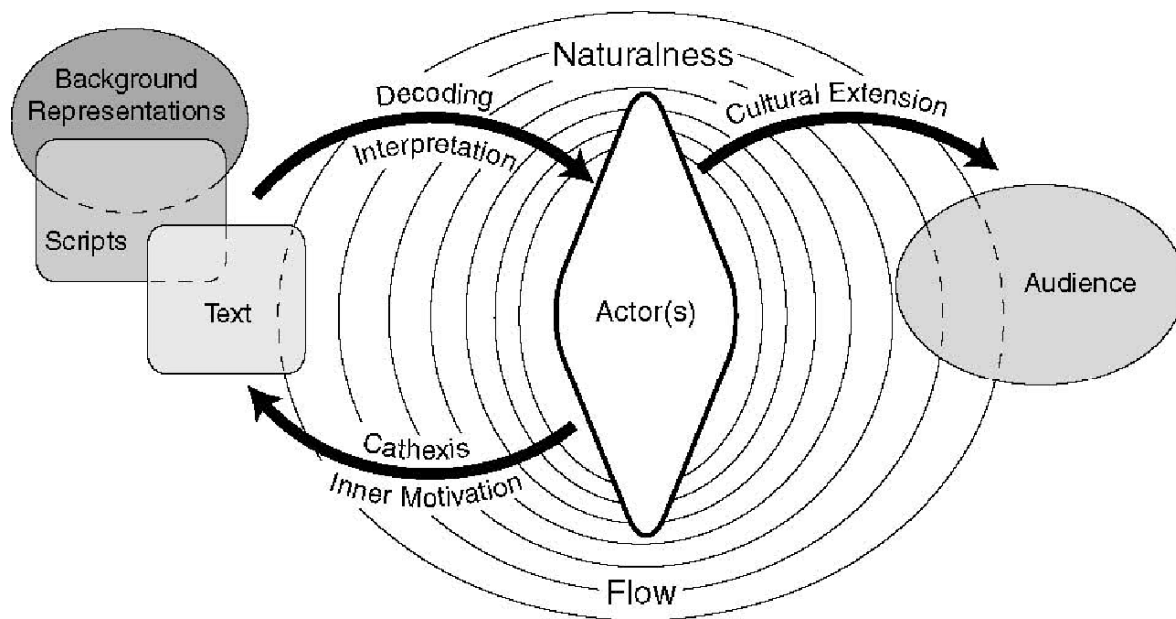 Background
Representations
Scripts
Text
Decoding
Interpretation
Naturalness
Cultural Extension
Actor(s)
Audience
Cathexis
Inner Motivation
Flow